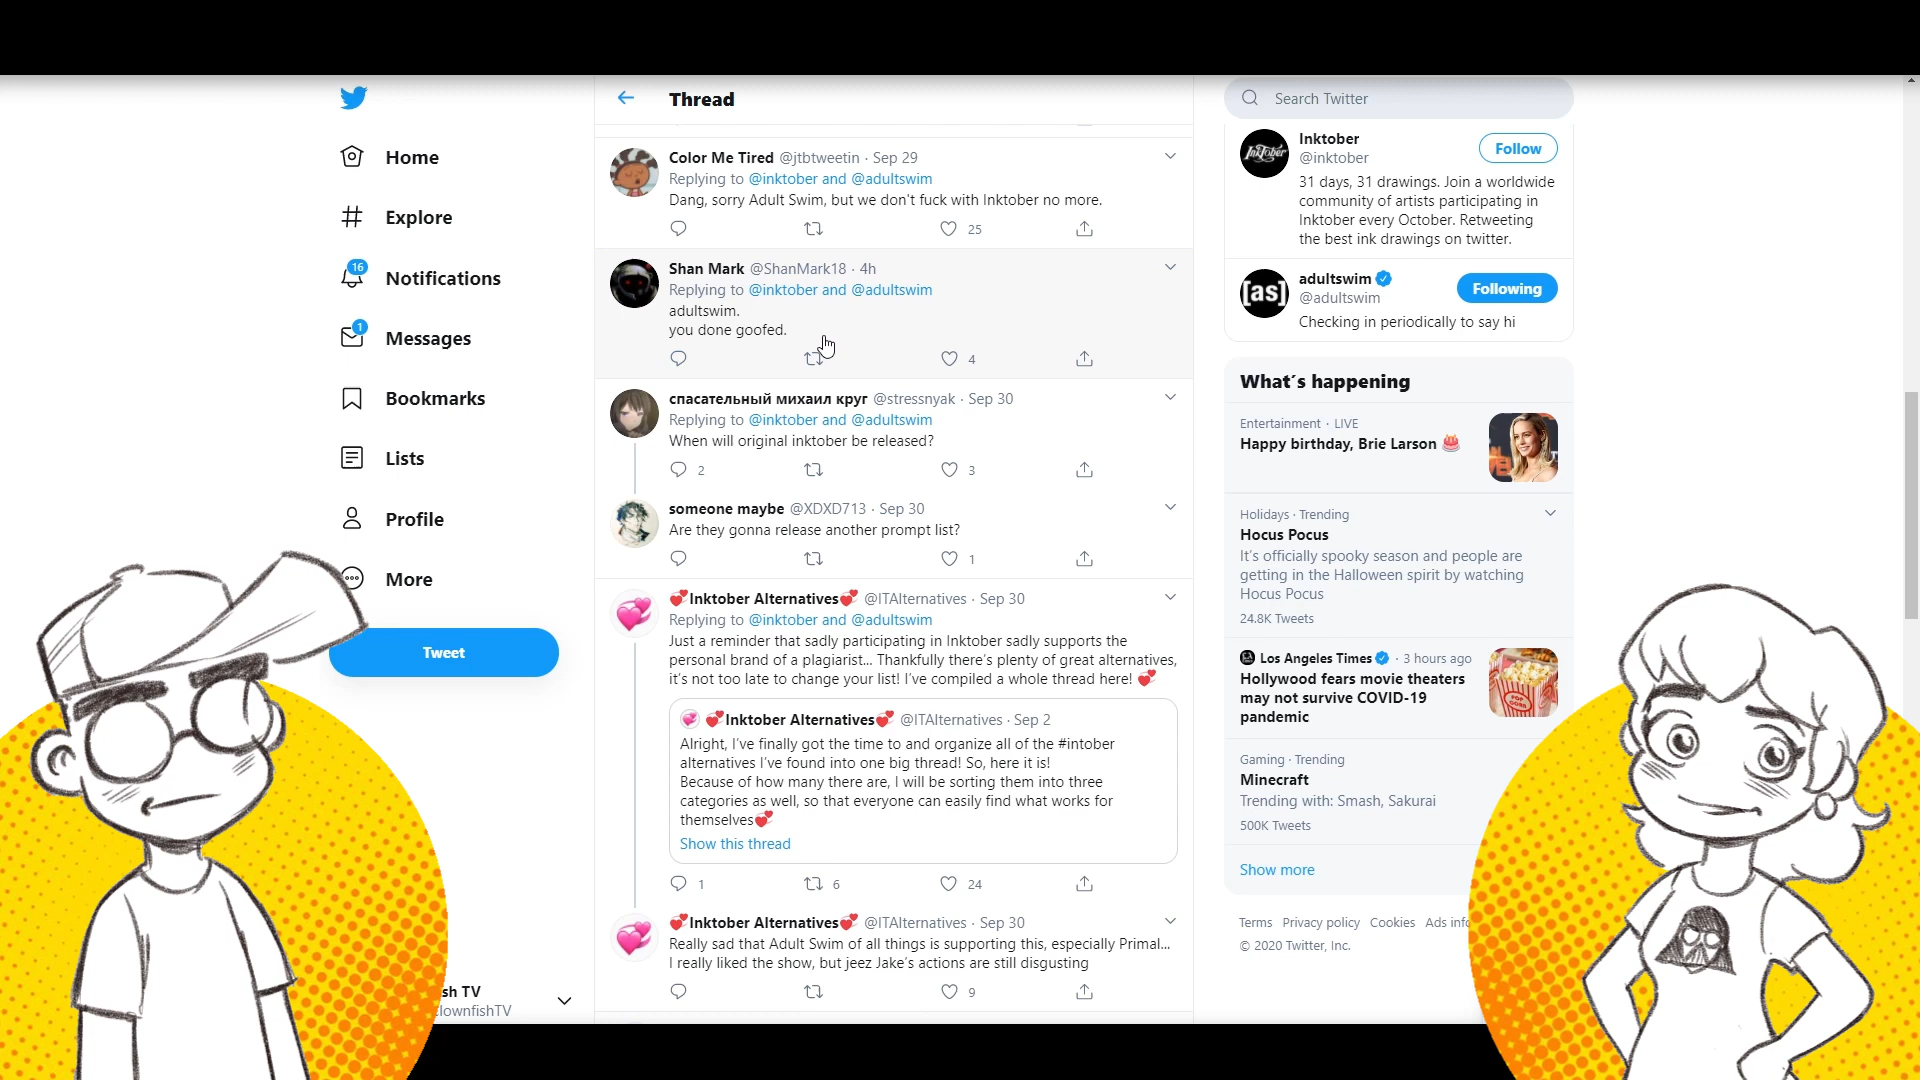 Home
Explore
16
Notifications
1
Messages
Bookmarks
Lists
Profile
More
Tweet
sh TV
lownfishTV
Thread
Color Me Tired @jtbtweetin · Sep 29
Replying to @inktober and @adultswim
Dang, sorry Adult Swim, but we don't fuck with Inktober no more.
25
Shan Mark @ShanMark18 · 4h
Replying to @inktober and @adultswim
adultswim.
you done goofed.
4
спасательный михаил круг @stressnyak · Sep 30
Replying to @inktober and @adultswim
When will original inktober be released?
2 3
someone maybe @XDXD713 · Sep 30
Are they gonna release another prompt list?
1
💞Inktober Alternatives💞 @ITAlternatives · Sep 30
Replying to @inktober and @adultswim
Just a reminder that sadly participating in Inktober sadly supports the
personal brand of a plagiarist... Thankfully there's plenty of great alternatives,
it's not too late to change your list! I've compiled a whole thread here! 💞
💞Inktober Alternatives💞 @ITAlternatives · Sep 2
Alright, I've finally got the time to and organize all of the #intober
alternatives I've found into one big thread! So, here it is!
Because of how many there are, I will be sorting them into three
categories as well, so that everyone can easily find what works for
themselves💞
Show this thread
1 6 24
💞Inktober Alternatives💞 @ITAlternatives · Sep 30
Really sad that Adult Swim of all things is supporting this, especially Primal...
I really liked the show, but jeez Jake's actions are still disgusting
9
Search Twitter
InkTober
Inktober
@inktober
Follow
31 days, 31 drawings. Join a worldwide
community of artists participating in
Inktober every October. Retweeting
the best ink drawings on twitter.
[as]
adultswim
@adultswim
Following
Checking in periodically to say hi
What's happening
Entertainment · LIVE
Happy birthday, Brie Larson 🎂
Holidays · Trending
Hocus Pocus
It's officially spooky season and people are
getting in the Halloween spirit by watching
Hocus Pocus
24.8K Tweets
Los Angeles Times · 3 hours ago
Hollywood fears movie theaters
may not survive COVID-19
pandemic
POP CORN
Gaming · Trending
Minecraft
Trending with: Smash, Sakurai
500K Tweets
Show more
Terms Privacy policy Cookies Ads info
© 2020 Twitter, Inc.